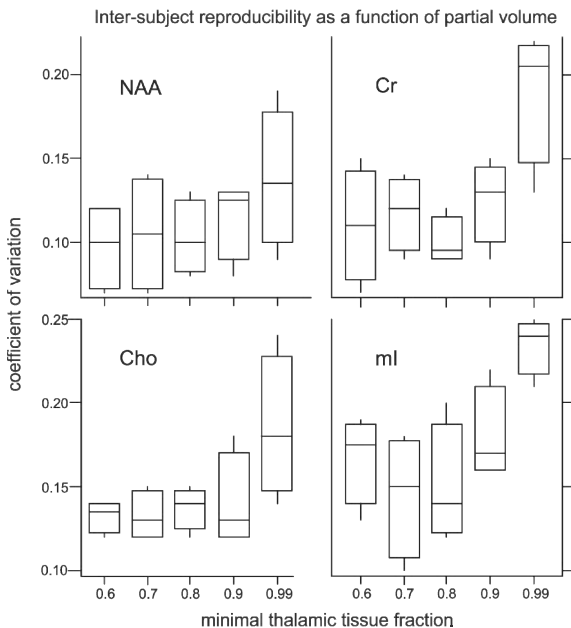 Inter-subject reproducibility as a function of partial volume
NAA
Cr
0.20
0.15
0.10
Cho
mI
0.25
0.20
0.15
0.10
coefficient of variation
0.6 0.7 0.8 0.9 0.99 0.6 0.7 0.8 0.9 0.99
minimal thalamic tissue fraction